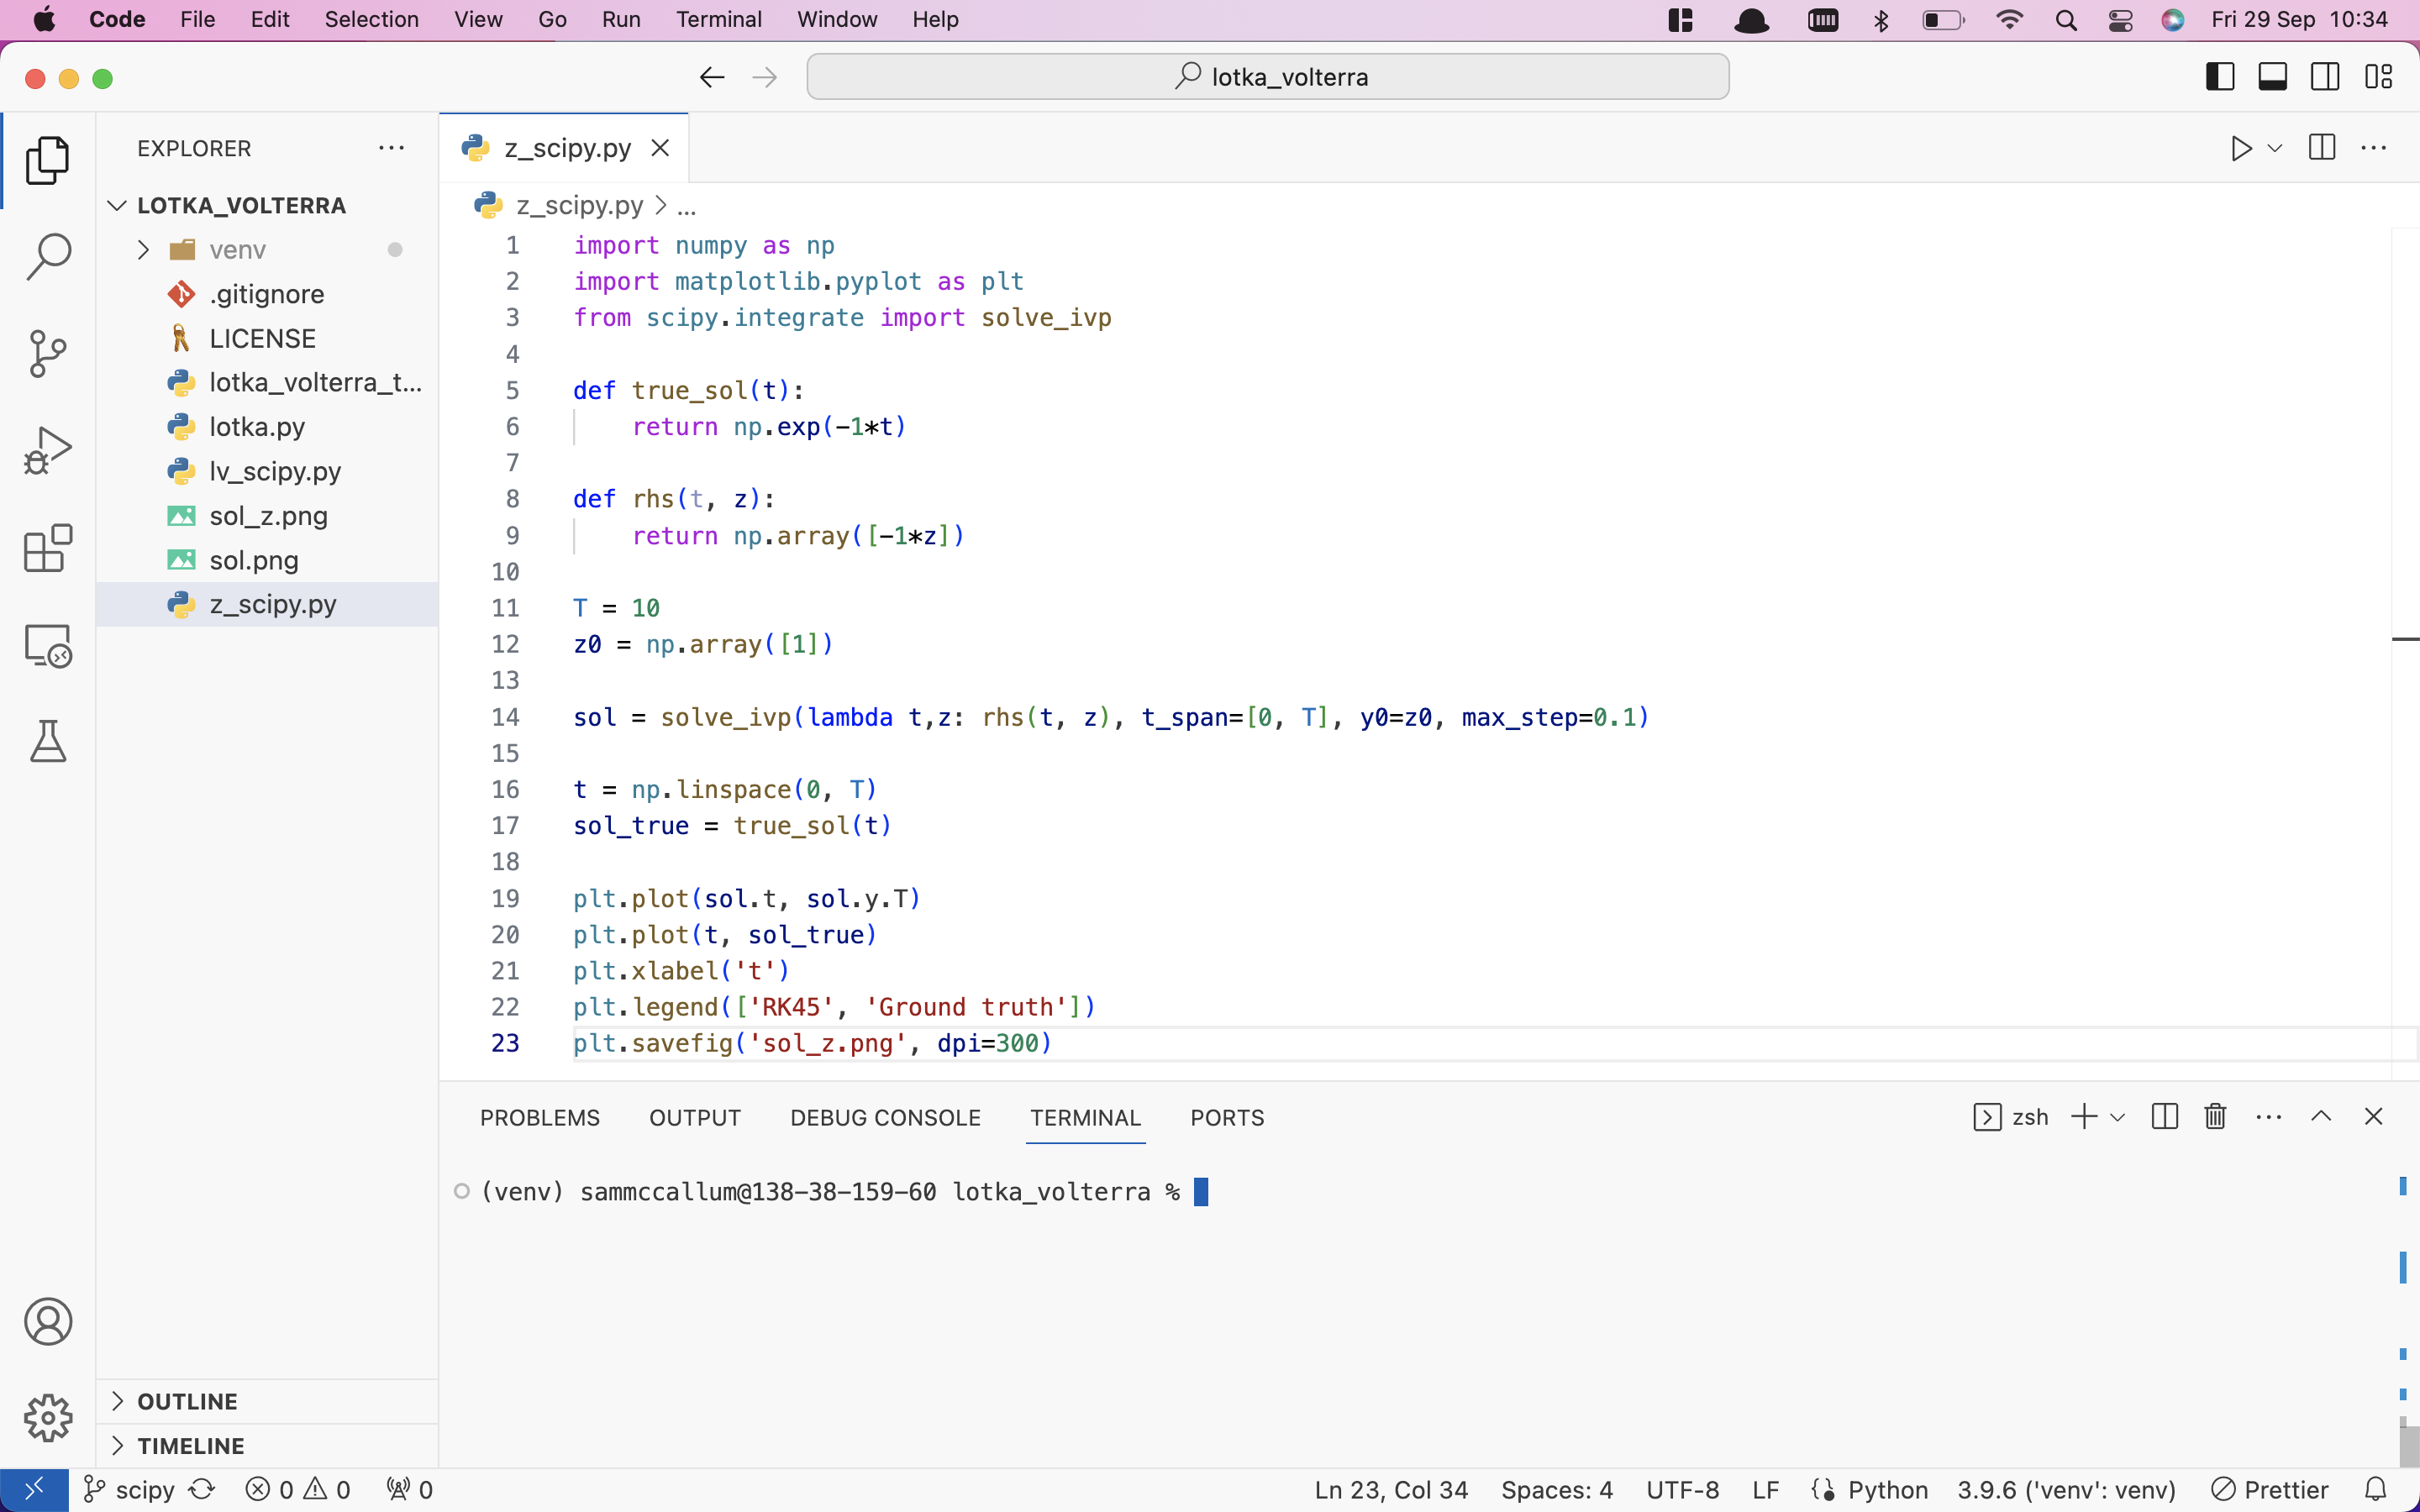 Code File Edit Selection View Go Run Terminal Window Help Fri 29 Sep 10:34
lotka_volterra
EXPLORER
LOTKA_VOLTERRA
venv
.gitignore
LICENSE
lotka_volterra_t...
lotka.py
lv_scipy.py
sol_z.png
sol.png
z_scipy.py
OUTLINE
TIMELINE
z_scipy.py
z_scipy.py > ...
1 import numpy as np
2 import matplotlib.pyplot as plt
3 from scipy.integrate import solve_ivp
4
5 def true_sol(t):
6     return np.exp(-1*t)
7
8 def rhs(t, z):
9     return np.array([-1*z])
10
11 T = 10
12 z0 = np.array([1])
13
14 sol = solve_ivp(lambda t,z: rhs(t, z), t_span=[0, T], y0=z0, max_step=0.1)
15
16 t = np.linspace(0, T)
17 sol_true = true_sol(t)
18
19 plt.plot(sol.t, sol.y.T)
20 plt.plot(t, sol_true)
21 plt.xlabel('t')
22 plt.legend(['RK45', 'Ground truth'])
23 plt.savefig('sol_z.png', dpi=300)
PROBLEMS OUTPUT DEBUG CONSOLE TERMINAL PORTS zsh
(venv) sammccallum@138-38-159-60 lotka_volterra %
scipy 0 0 0 Ln 23, Col 34 Spaces: 4 UTF-8 LF Python 3.9.6 ('venv': venv) Prettier